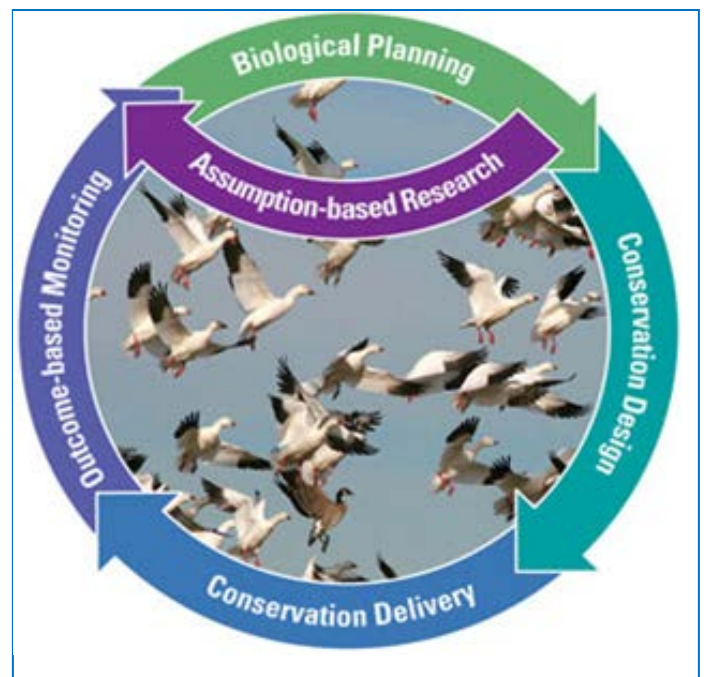 Biological Planning
Assumption-based Research
Conservation Design
Conservation Delivery
Outcome-based Monitoring